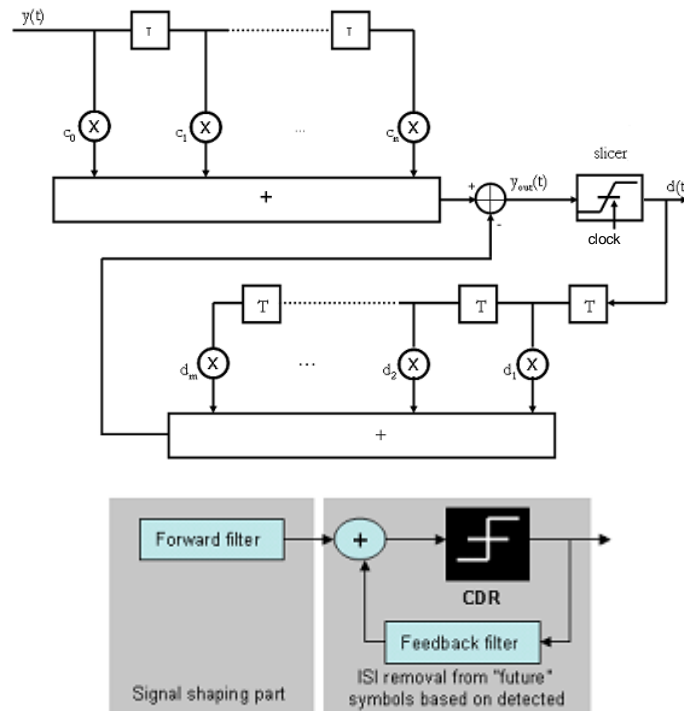 y(t)
T T
c0 c1 ... cn
+
+ yout(t) slicer d(t
-
clock
T T T
dm ... d2 d1
+
Forward filter
+
CDR
Feedback filter
Signal shaping part
ISI removal from "future"
symbols based on detected